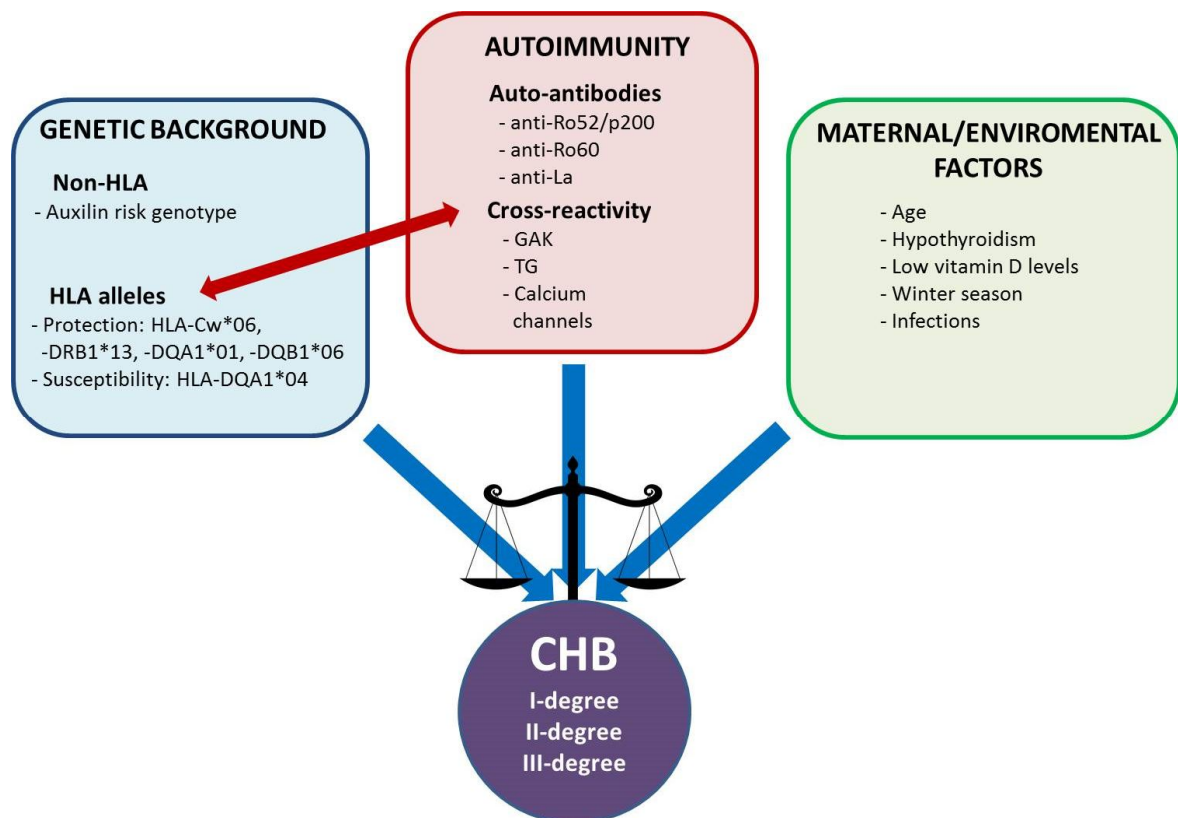 GENETIC BACKGROUND
Non-HLA
- Auxilin risk genotype
HLA alleles
- Protection: HLA-Cw*06,
-DRB1*13, -DQA1*01, -DQB1*06
- Susceptibility: HLA-DQA1*04
AUTOIMMUNITY
Auto-antibodies
- anti-Ro52/p200
- anti-Ro60
- anti-La
Cross-reactivity
- GAK
- TG
- Calcium
channels
MATERNAL/ENVIROMENTAL
FACTORS
- Age
- Hypothyroidism
- Low vitamin D levels
- Winter season
- Infections
CHB
I-degree
II-degree
III-degree